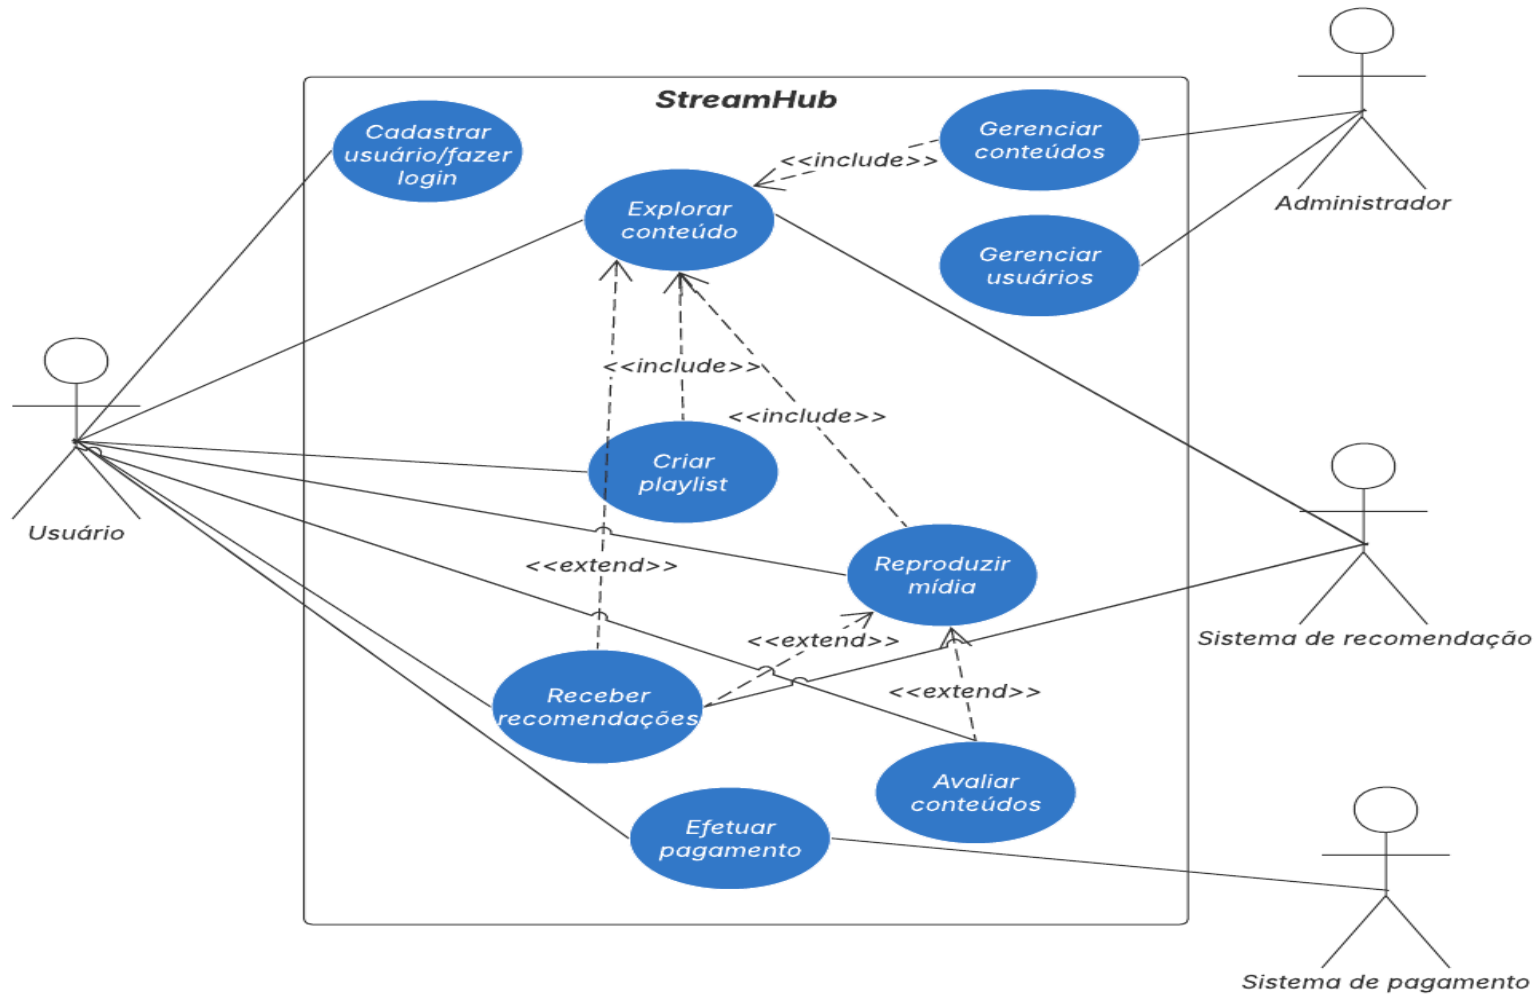 StreamHub
Cadastrar
usuário/fazer
login
Gerenciar
conteúdos
<<include>>
Explorar
conteúdo
Administrador
Gerenciar
usuários
<<include>>
<<include>>
Criar
playlist
Usuário
<<extend>>
Reproduzir
mídia
<<extend>>
Sistema de recomendação
<<extend>>
Receber
recomendações
Avaliar
conteúdos
Efetuar
pagamento
Sistema de pagamento